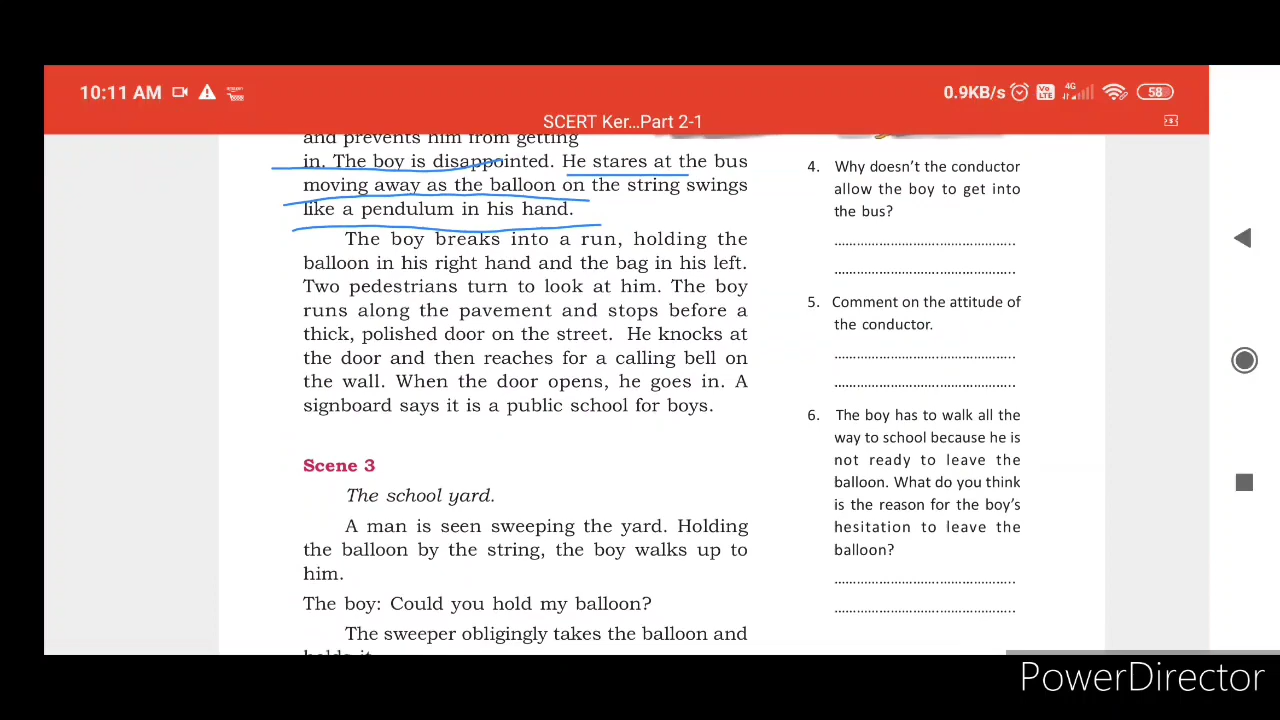 10:11 AM
0.9KB/s
Vo LTE
4G
58
SCERT Ker...Part 2-1
and prevents him from getting
in. The boy is disappointed. He stares at the bus
moving away as the balloon on the string swings
like a pendulum in his hand.
The boy breaks into a run, holding the
balloon in his right hand and the bag in his left.
Two pedestrians turn to look at him. The boy
runs along the pavement and stops before a
thick, polished door on the street. He knocks at
the door and then reaches for a calling bell on
the wall. When the door opens, he goes in. A
signboard says it is a public school for boys.
Scene 3
The school yard.
A man is seen sweeping the yard. Holding
the balloon by the string, the boy walks up to
him.
The boy: Could you hold my balloon?
The sweeper obligingly takes the balloon and
holds it.
4. Why doesn't the conductor
allow the boy to get into
the bus?
.................................................
.................................................
5. Comment on the attitude of
the conductor.
.................................................
.................................................
6. The boy has to walk all the
way to school because he is
not ready to leave the
balloon. What do you think
is the reason for the boy's
hesitation to leave the
balloon?
.................................................
.................................................
PowerDirector